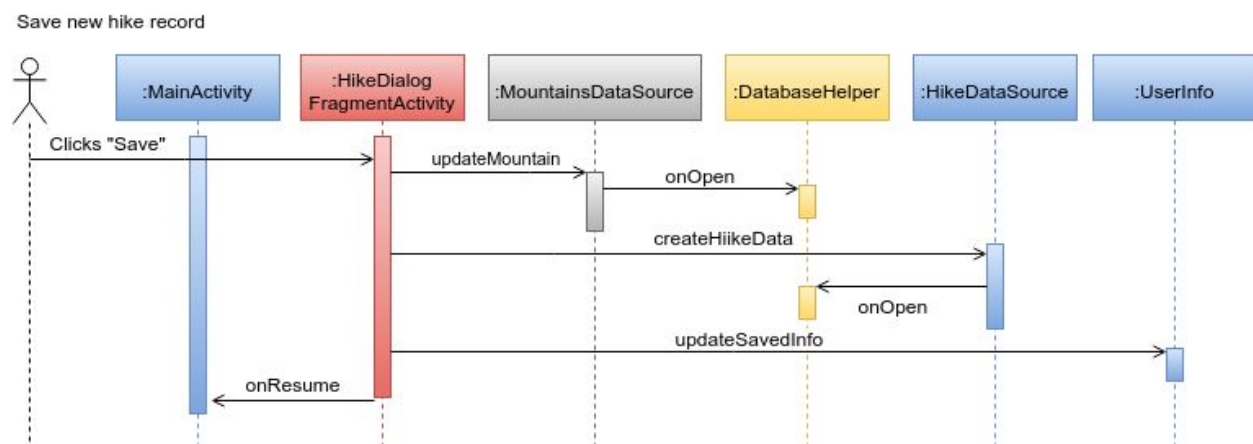 Save new hike record
:MainActivity
:HikeDialog
FragmentActivity
:MountainsDataSource
:DatabaseHelper
:HikeDataSource
:UserInfo
Clicks "Save"
updateMountain
onOpen
createHiikeData
onOpen
updateSavedInfo
onResume